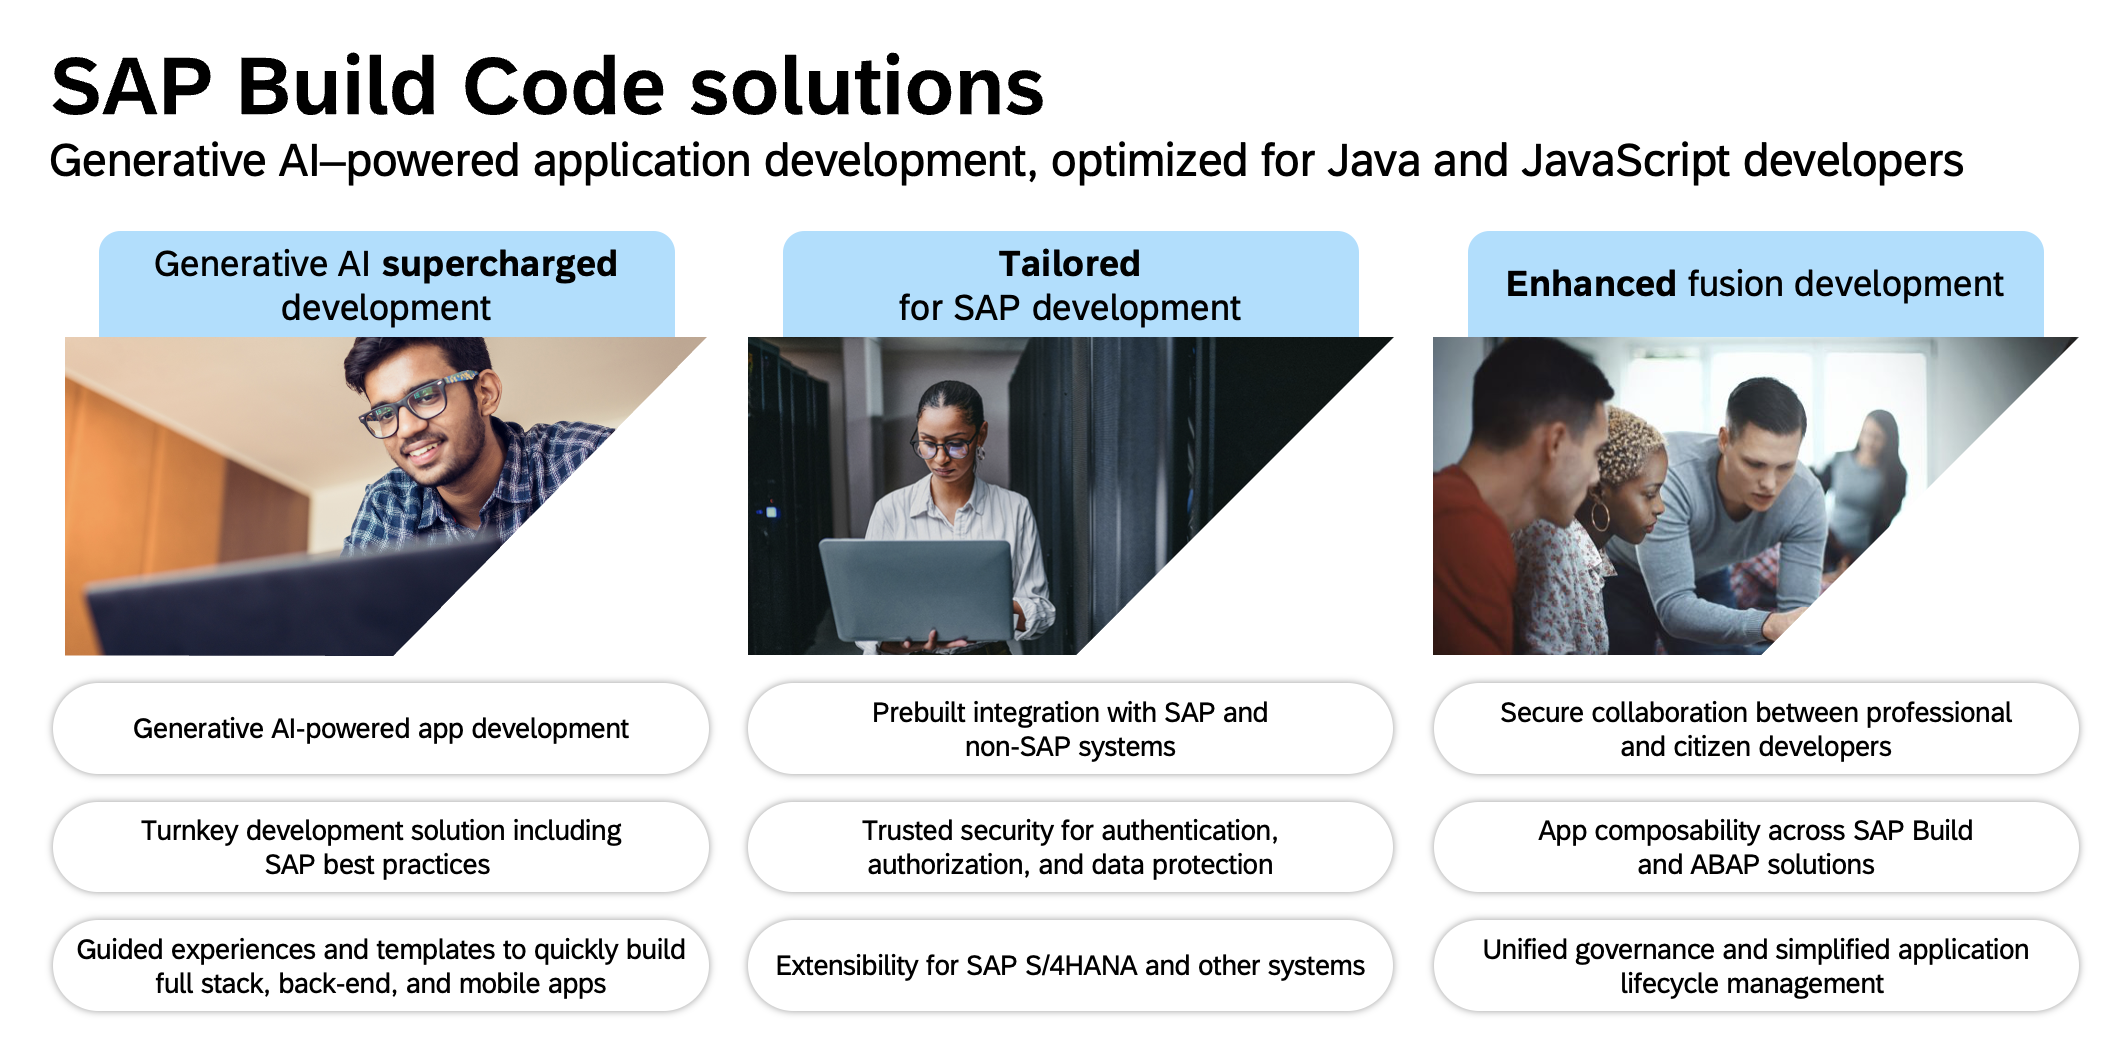 SAP Build Code solutions
Generative AI–powered application development, optimized for Java and JavaScript developers
Generative AI supercharged
development
Generative AI-powered app development
Turnkey development solution including
SAP best practices
Guided experiences and templates to quickly build
full stack, back-end, and mobile apps
Tailored
for SAP development
Prebuilt integration with SAP and
non-SAP systems
Trusted security for authentication,
authorization, and data protection
Extensibility for SAP S/4HANA and other systems
Enhanced fusion development
Secure collaboration between professional
and citizen developers
App composability across SAP Build
and ABAP solutions
Unified governance and simplified application
lifecycle management